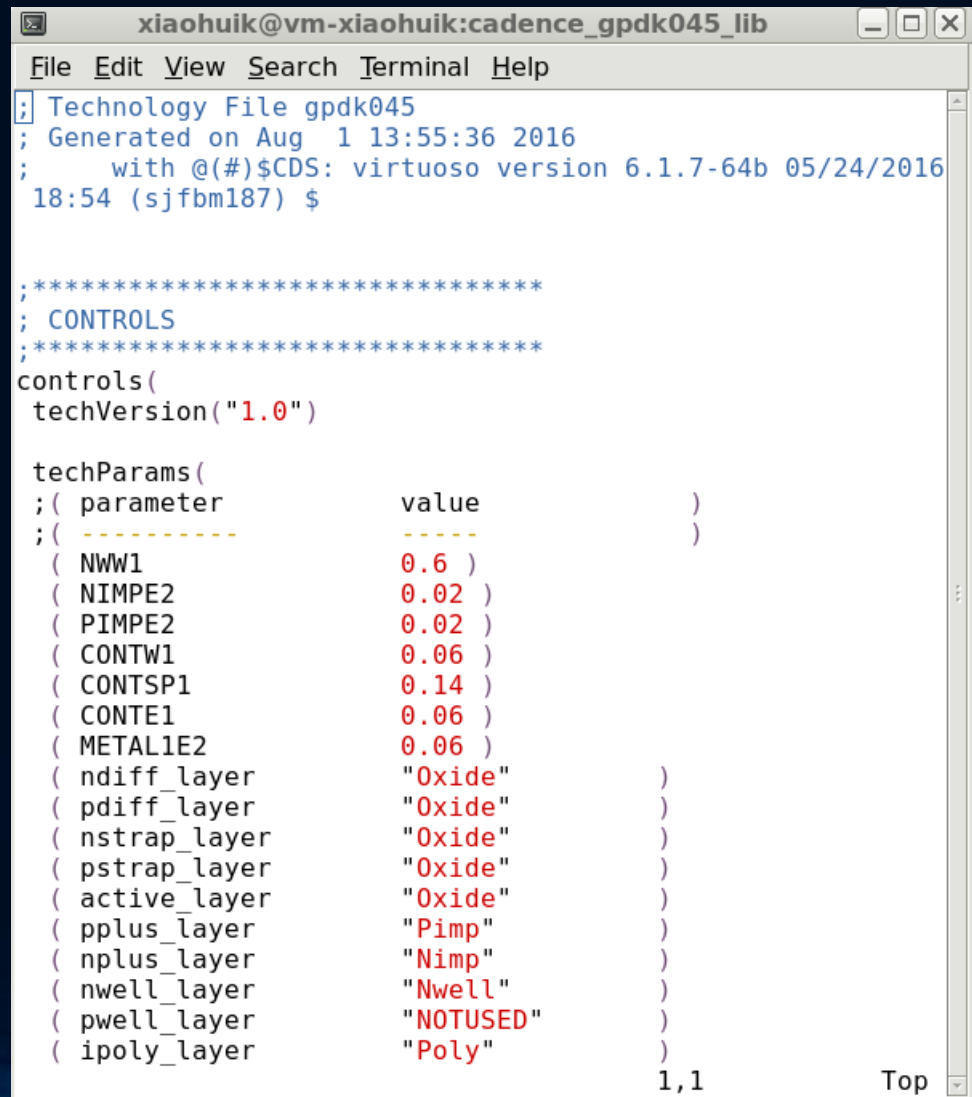 xiaohuik@vm-xiaohuik:cadence_gpdk045_lib
File Edit View Search Terminal Help
; Technology File gpdk045
; Generated on Aug  1 13:55:36 2016
;     with @(#)$CDS: virtuoso version 6.1.7-64b 05/24/2016
 18:54 (sjfbm187) $
;********************************
; CONTROLS
;********************************
controls(
 techVersion("1.0")
 techParams(
 ;( parameter           value             )
 ;( ----------          -----             )
  ( NWW1                0.6 )
  ( NIMPE2              0.02 )
  ( PIMPE2              0.02 )
  ( CONTW1              0.06 )
  ( CONTSP1             0.14 )
  ( CONTE1              0.06 )
  ( METAL1E2            0.06 )
  ( ndiff_layer         "Oxide"         )
  ( pdiff_layer         "Oxide"         )
  ( nstrap_layer        "Oxide"         )
  ( pstrap_layer        "Oxide"         )
  ( active_layer        "Oxide"         )
  ( pplus_layer         "Pimp"          )
  ( nplus_layer         "Nimp"          )
  ( nwell_layer         "Nwell"         )
  ( pwell_layer         "NOTUSED"       )
  ( ipoly_layer         "Poly"          )
1,1           Top